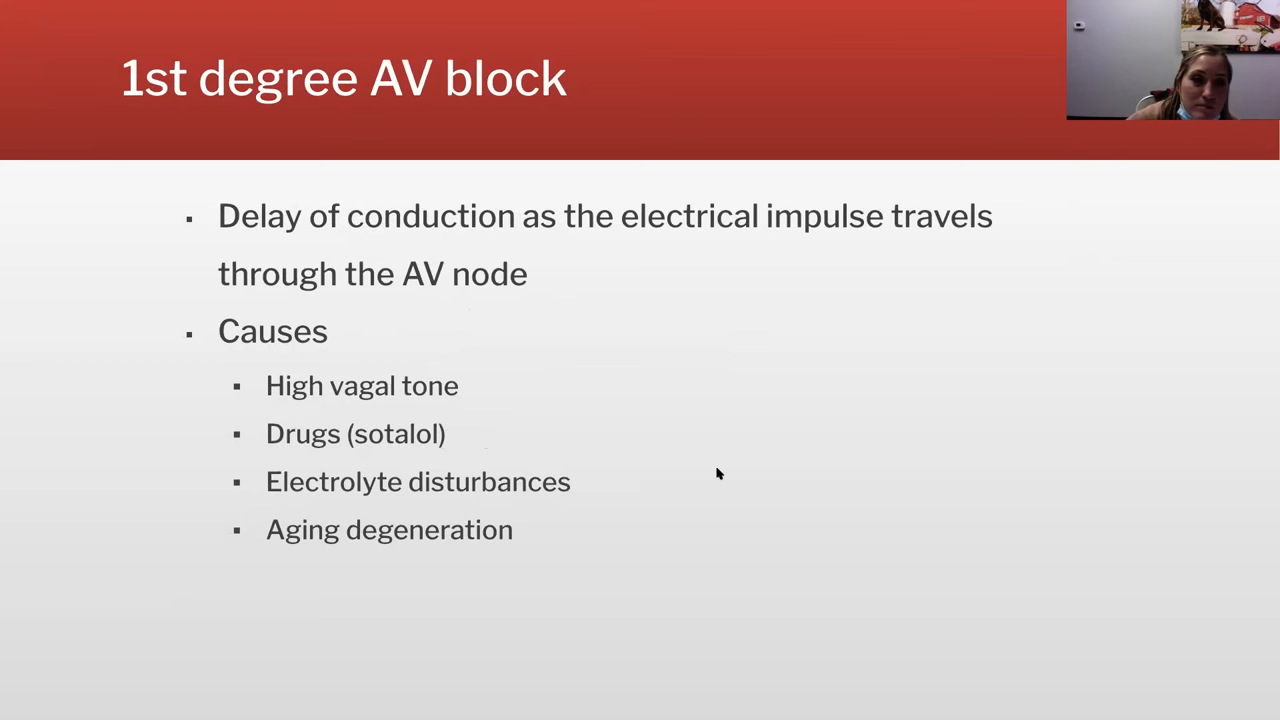 1st degree AV block
▪ Delay of conduction as the electrical impulse travels
through the AV node
▪ Causes
▪ High vagal tone
▪ Drugs (sotalol)
▪ Electrolyte disturbances
▪ Aging degeneration